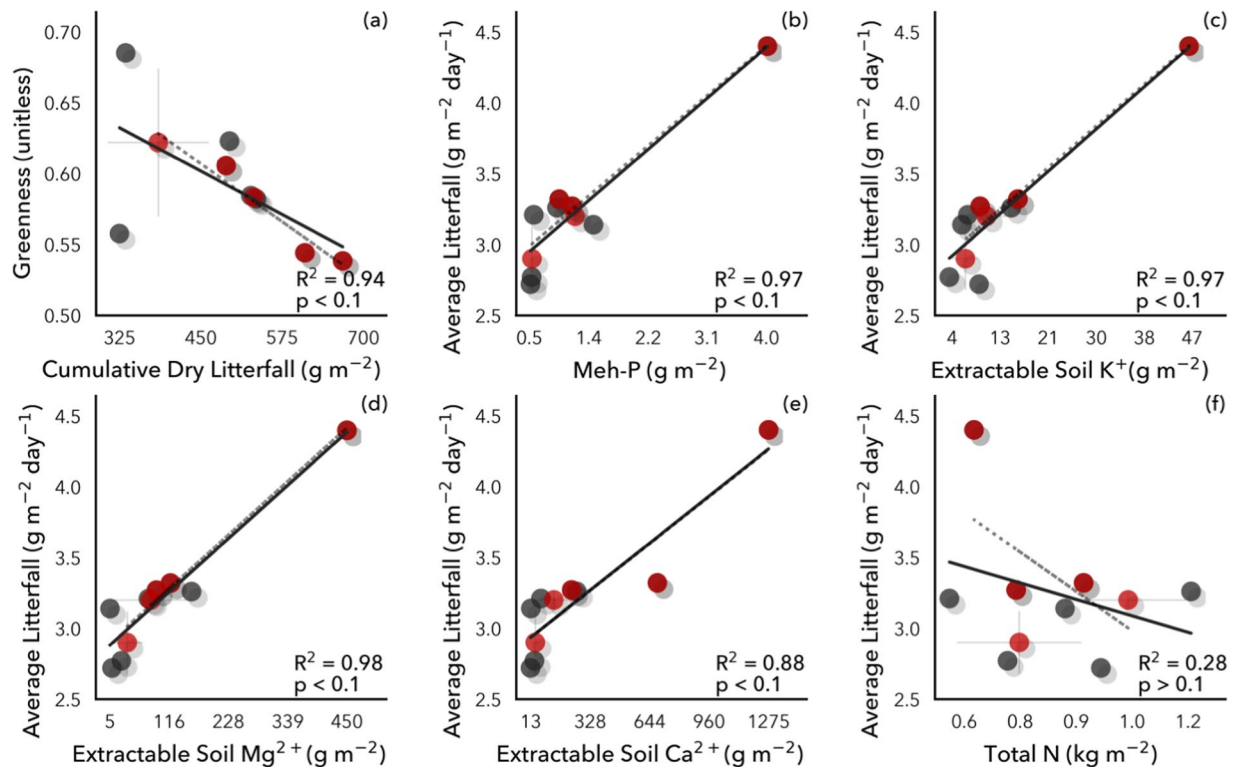 (a)
Greenness (unitless)
0.70
0.65
0.60
0.55
0.50
R² = 0.94
p < 0.1
325 450 575 700
Cumulative Dry Litterfall (g m⁻²)
(b)
Average Litterfall (g m⁻² day⁻¹)
4.5
4.0
3.5
3.0
2.5
R² = 0.97
p < 0.1
0.5 1.4 2.2 3.1 4.0
Meh-P (g m⁻²)
(c)
Average Litterfall (g m⁻² day⁻¹)
4.5
4.0
3.5
3.0
2.5
R² = 0.97
p < 0.1
4 13 21 30 38 47
Extractable Soil K⁺(g m⁻²)
(d)
Average Litterfall (g m⁻² day⁻¹)
4.5
4.0
3.5
3.0
2.5
R² = 0.98
p < 0.1
5 116 228 339 450
Extractable Soil Mg²⁺(g m⁻²)
(e)
Average Litterfall (g m⁻² day⁻¹)
4.5
4.0
3.5
3.0
2.5
R² = 0.88
p < 0.1
13 328 644 960 1275
Extractable Soil Ca²⁺(g m⁻²)
(f)
Average Litterfall (g m⁻² day⁻¹)
4.5
4.0
3.5
3.0
2.5
R² = 0.28
p > 0.1
0.6 0.8 0.9 1.0 1.2
Total N (kg m⁻²)